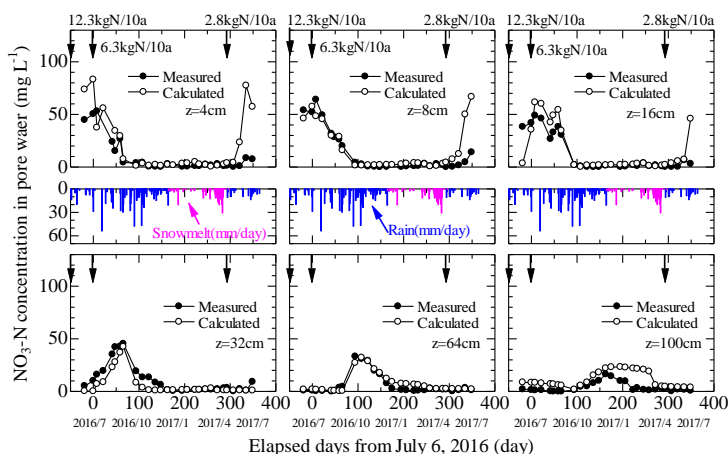 12.3kgN/10a 2.8kgN/10a 12.3kgN/10a 2.8kgN/10a 12.3kgN/10a 2.8kgN/10a
6.3kgN/10a 6.3kgN/10a 6.3kgN/10a
100 Measured Measured Measured
Calculated Calculated Calculated
50 z=4cm z=8cm z=16cm
0
0
30 Snowmelt(mm/day) Rain(mm/day)
60
100
Measured Measured Measured
Calculated Calculated Calculated
50 z=32cm z=64cm z=100cm
0
NO₃-N concentration in pore waer (mg L⁻¹)
0 100 200 300 400 0 100 200 300 400 0 100 200 300 400
2016/7 2016/10 2017/1 2017/4 2017/7 2016/7 2016/10 2017/1 2017/4 2017/7 2016/7 2016/10 2017/1 2017/4 2017/7
Elapsed days from July 6, 2016 (day)